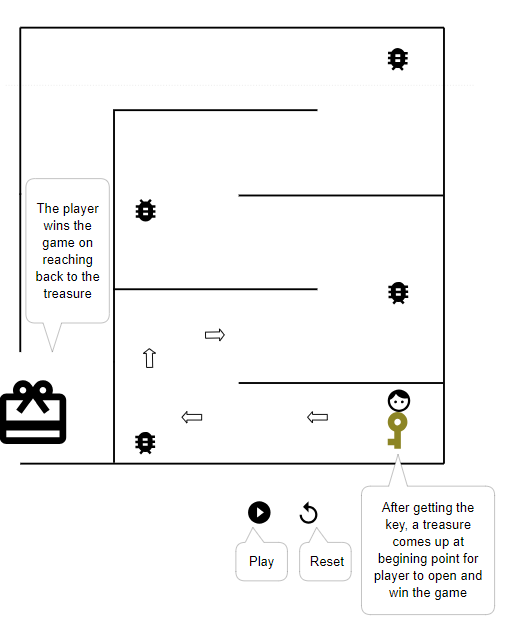 The player
wins the
game on
reaching
back to the
treasure
Play
Reset
After getting the
key, a treasure
comes up at
begining point for
player to open and
win the game